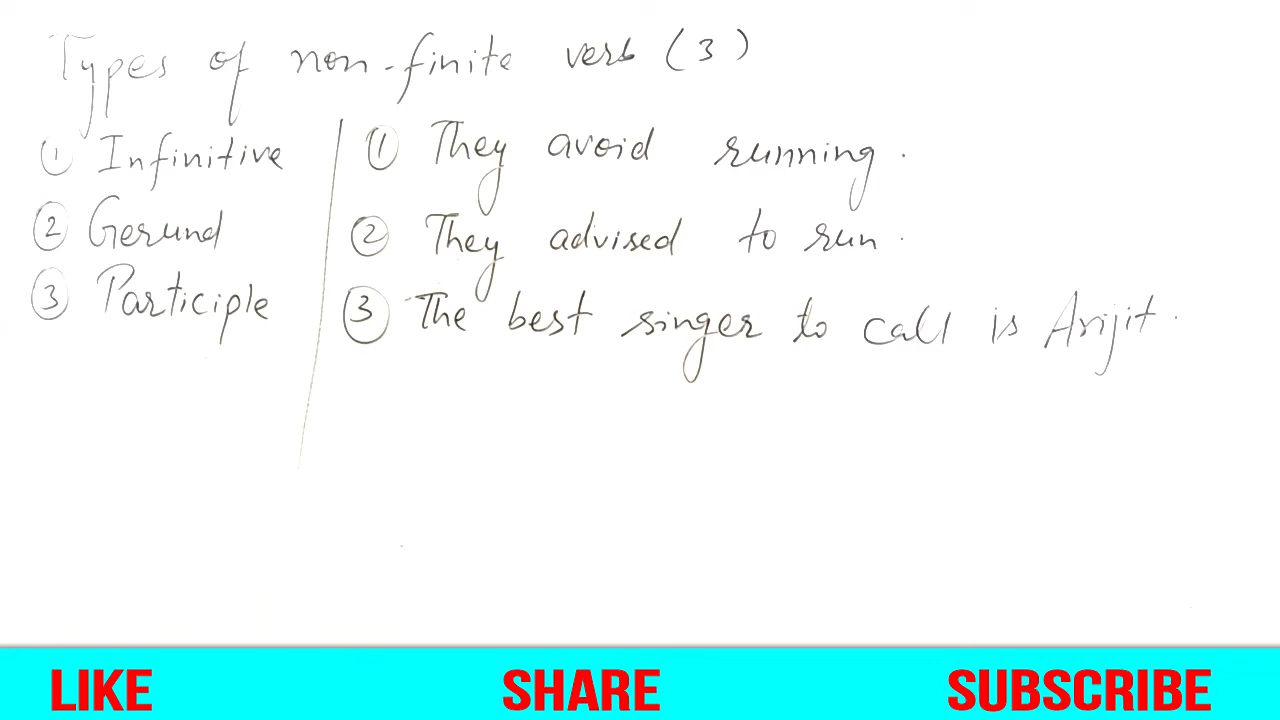 Types of non-finite verb (3)
① Infinitive
② Gerund
③ Participle
① They avoid running.
② They advised to run.
③ The best singer to call is Arijit.
LIKE SHARE SUBSCRIBE